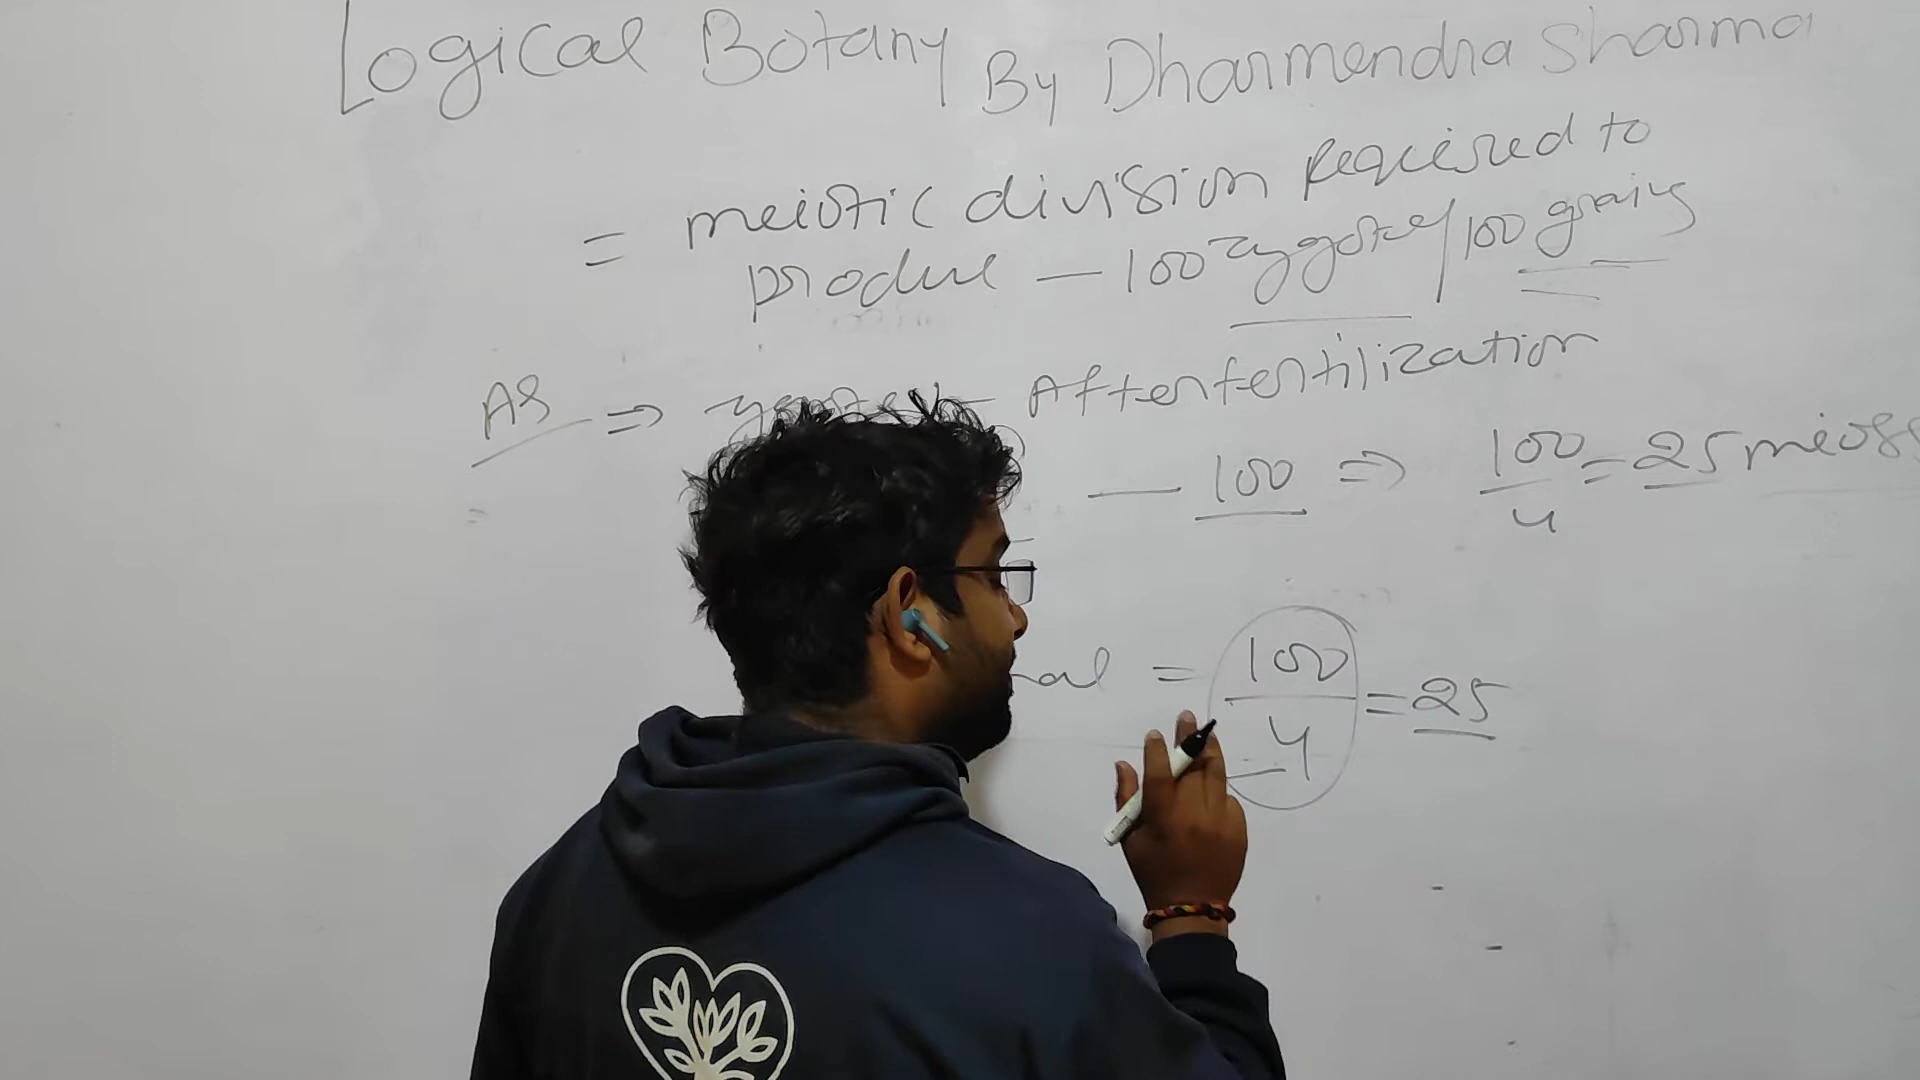 Logical Botany By Dharmendra Sharma
= meiotic division Required to
produce — 100 zygote/100 grains
AS ⇒ — After fertilization
— 100 ⇒ 100/4 = 25 meios
= 100/4 = 25